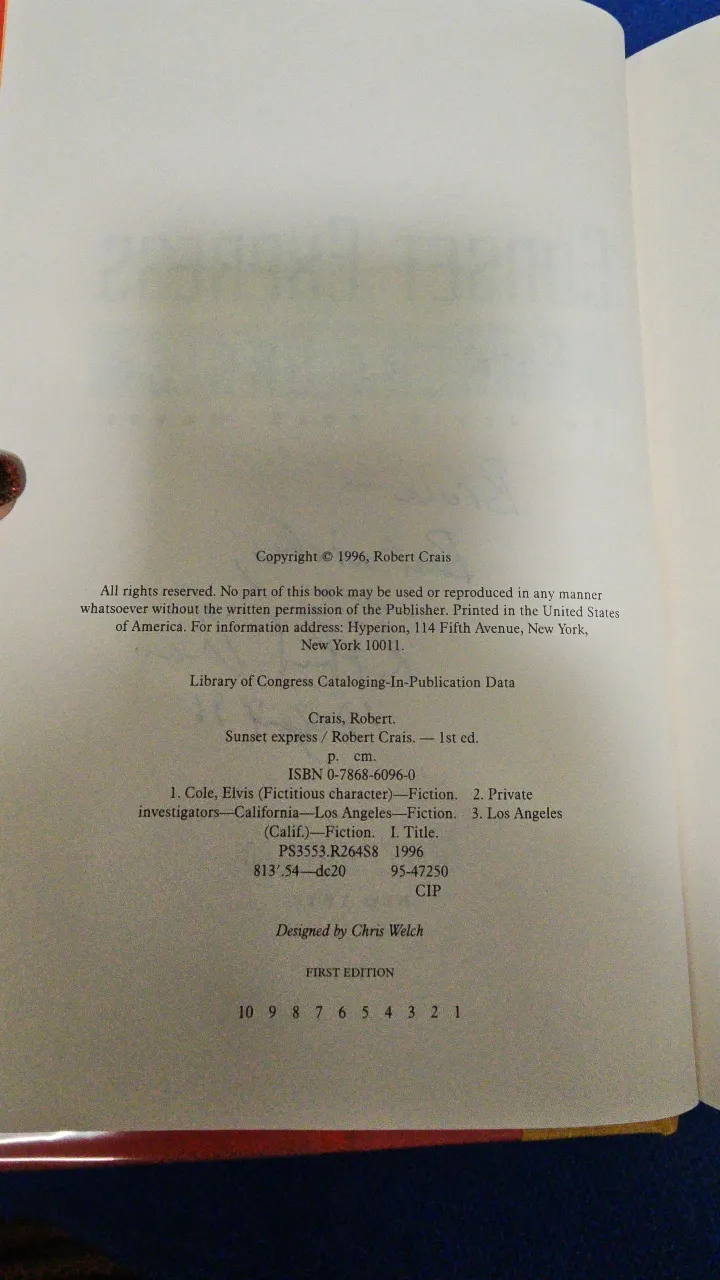 Copyright © 1996, Robert Crais
All rights reserved. No part of this book may be used or reproduced in any manner
whatsoever without the written permission of the Publisher. Printed in the United States
of America. For information address: Hyperion, 114 Fifth Avenue, New York,
New York 10011.
Library of Congress Cataloging-In-Publication Data
Crais, Robert.
Sunset express / Robert Crais. — 1st ed.
p. cm.
ISBN 0-7868-6096-0
1. Cole, Elvis (Fictitious character)—Fiction. 2. Private
investigators—California—Los Angeles—Fiction. 3. Los Angeles
(Calif.)—Fiction. I. Title.
PS3553.R264S8 1996
813'.54—dc20 95-47250
CIP
Designed by Chris Welch
FIRST EDITION
10 9 8 7 6 5 4 3 2 1